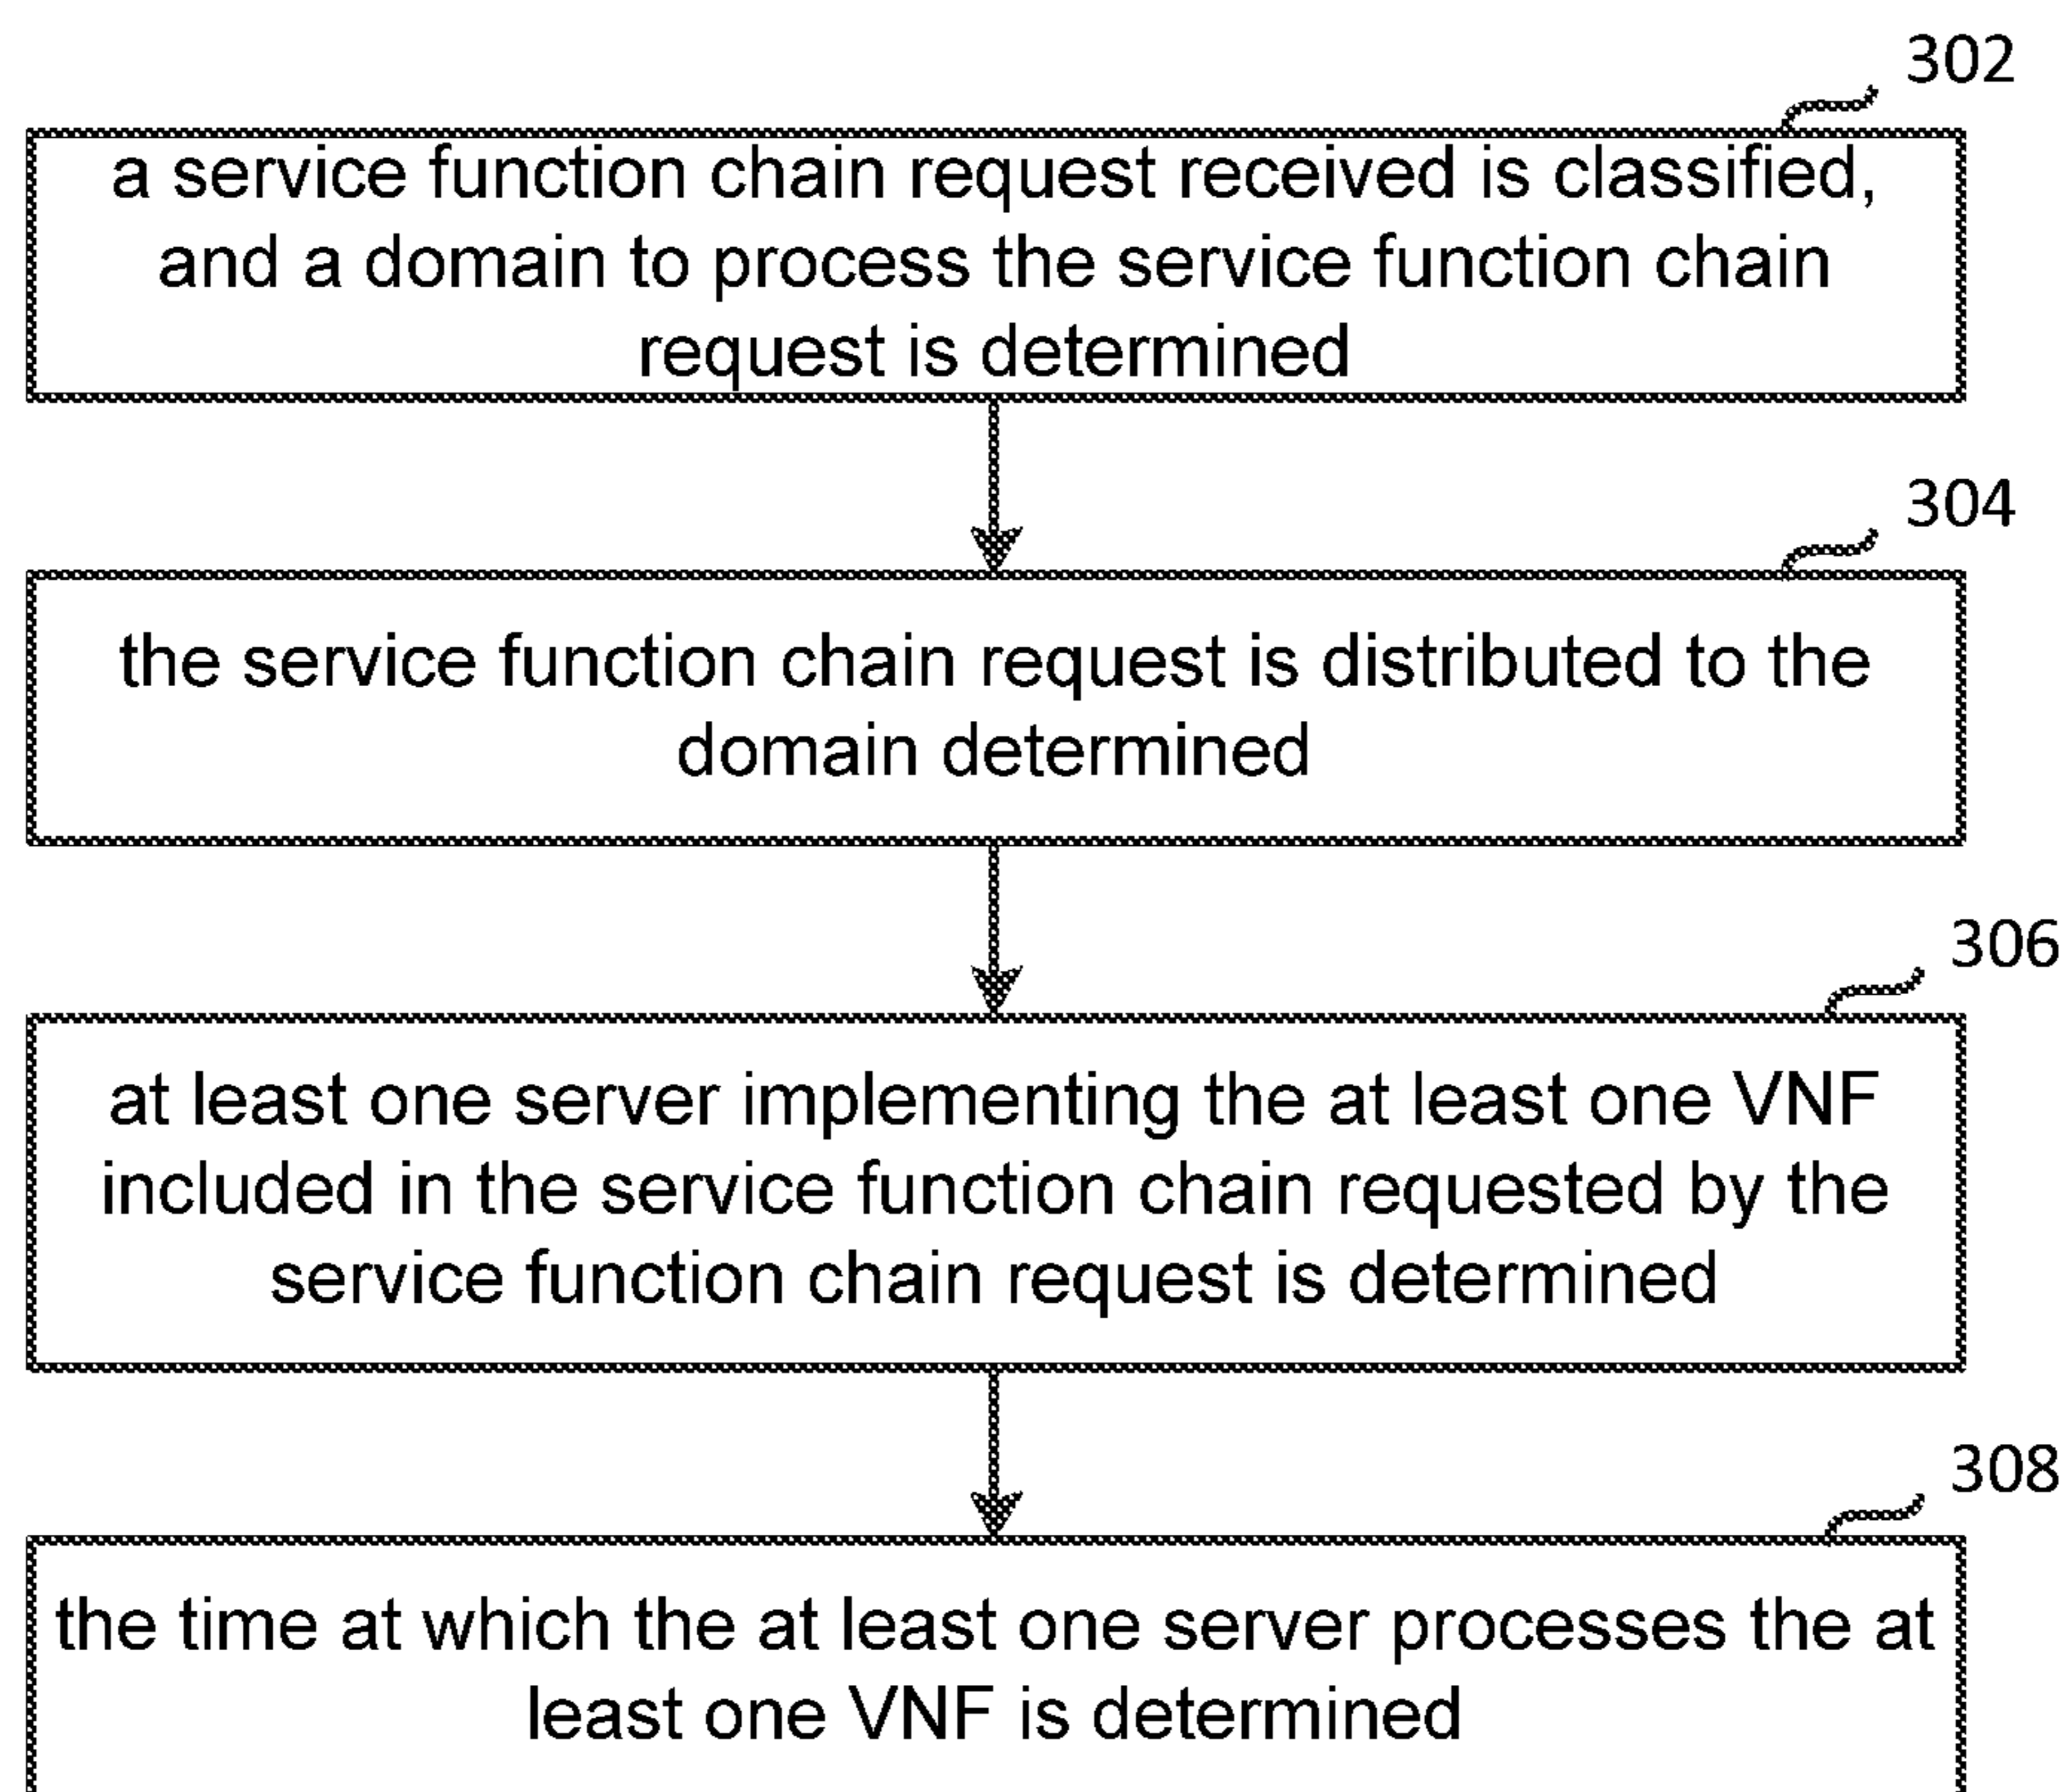 302
a service function chain request received is classified,
and a domain to process the service function chain
request is determined
304
the service function chain request is distributed to the
domain determined
306
at least one server implementing the at least one VNF
included in the service function chain requested by the
service function chain request is determined
308
the time at which the at least one server processes the at
least one VNF is determined